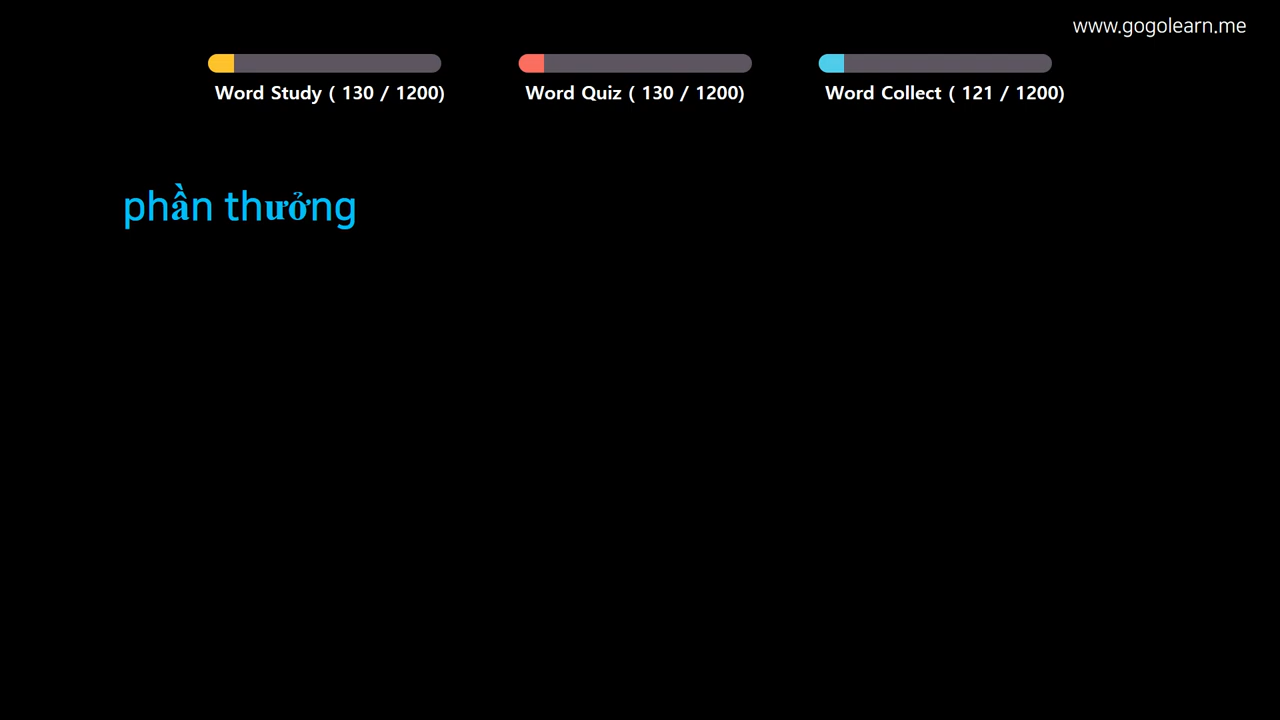 www.gogolearn.me
Word Study ( 130 / 1200)
Word Quiz ( 130 / 1200)
Word Collect ( 121 / 1200)
phần thưởng